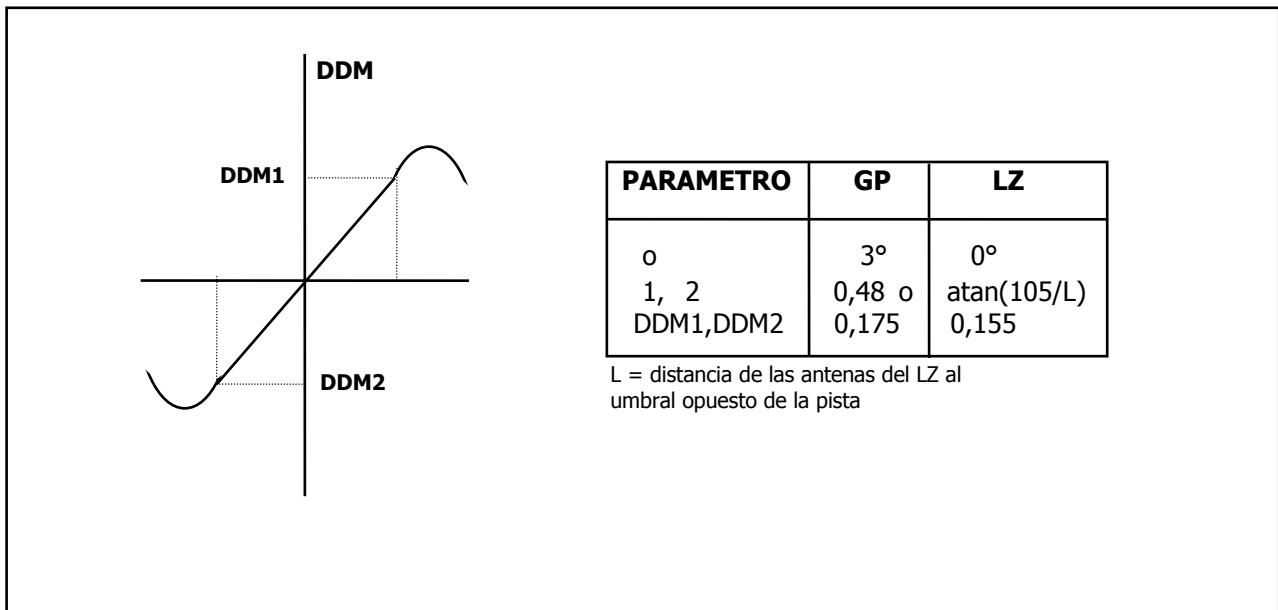 DDM
DDM1
DDM2
PARAMETRO GP LZ
o 3° 0°
1, 2 0,48 o atan(105/L)
DDM1,DDM2 0,175 0,155
L = distancia de las antenas del LZ al
umbral opuesto de la pista